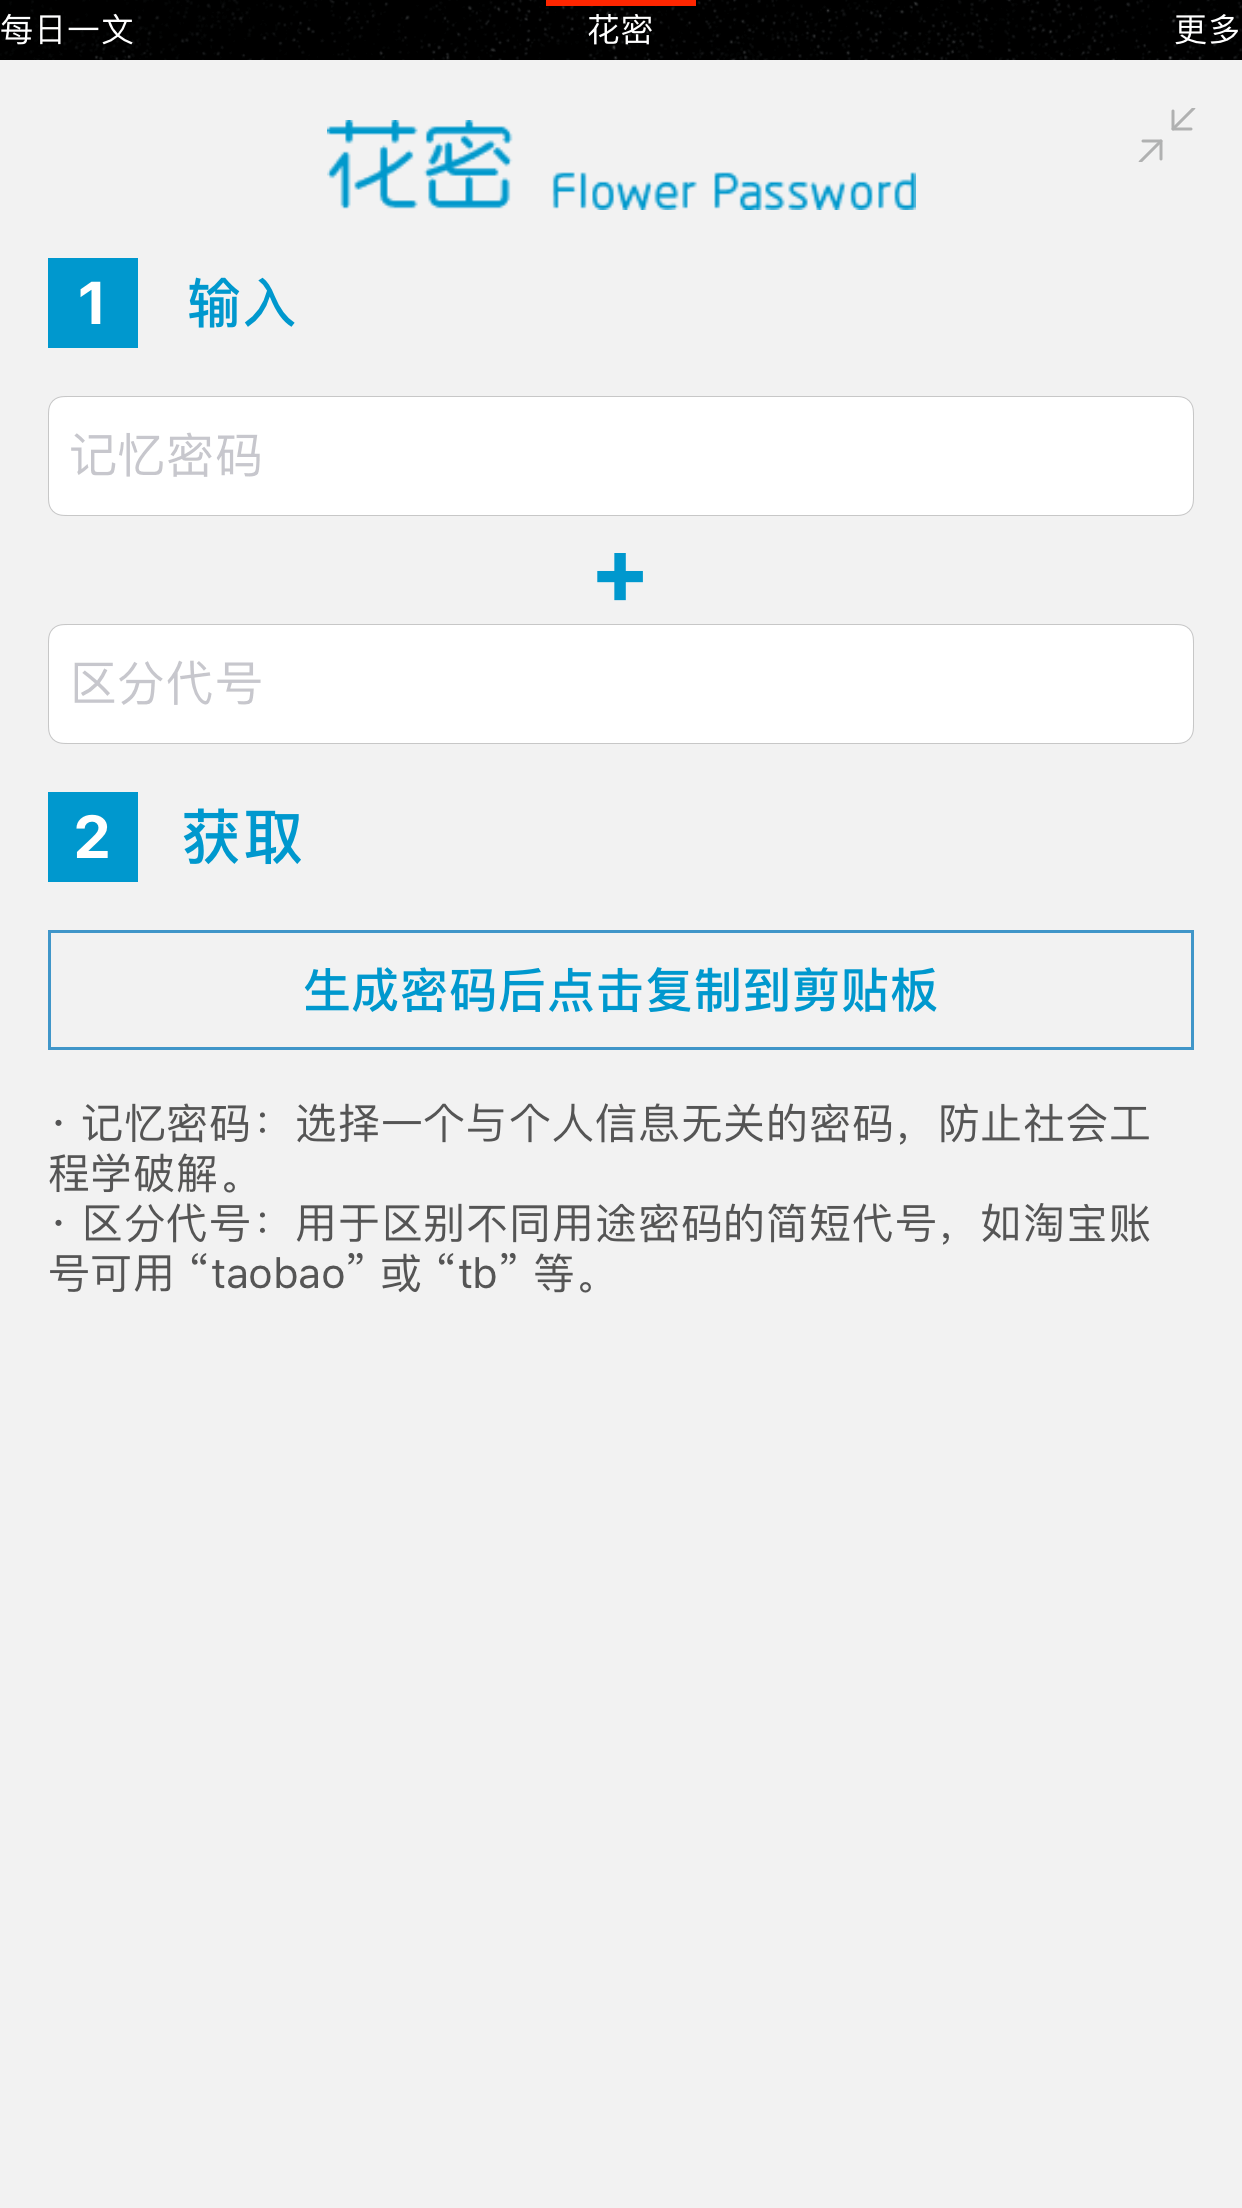 每日一文
花密
更多
花密 Flower Password
1 输入
记忆密码
+
区分代号
2 获取
生成密码后点击复制到剪贴板
· 记忆密码：选择一个与个人信息无关的密码，防止社会工
程学破解。
· 区分代号：用于区别不同用途密码的简短代号，如淘宝账
号可用 “taobao” 或 “tb” 等。